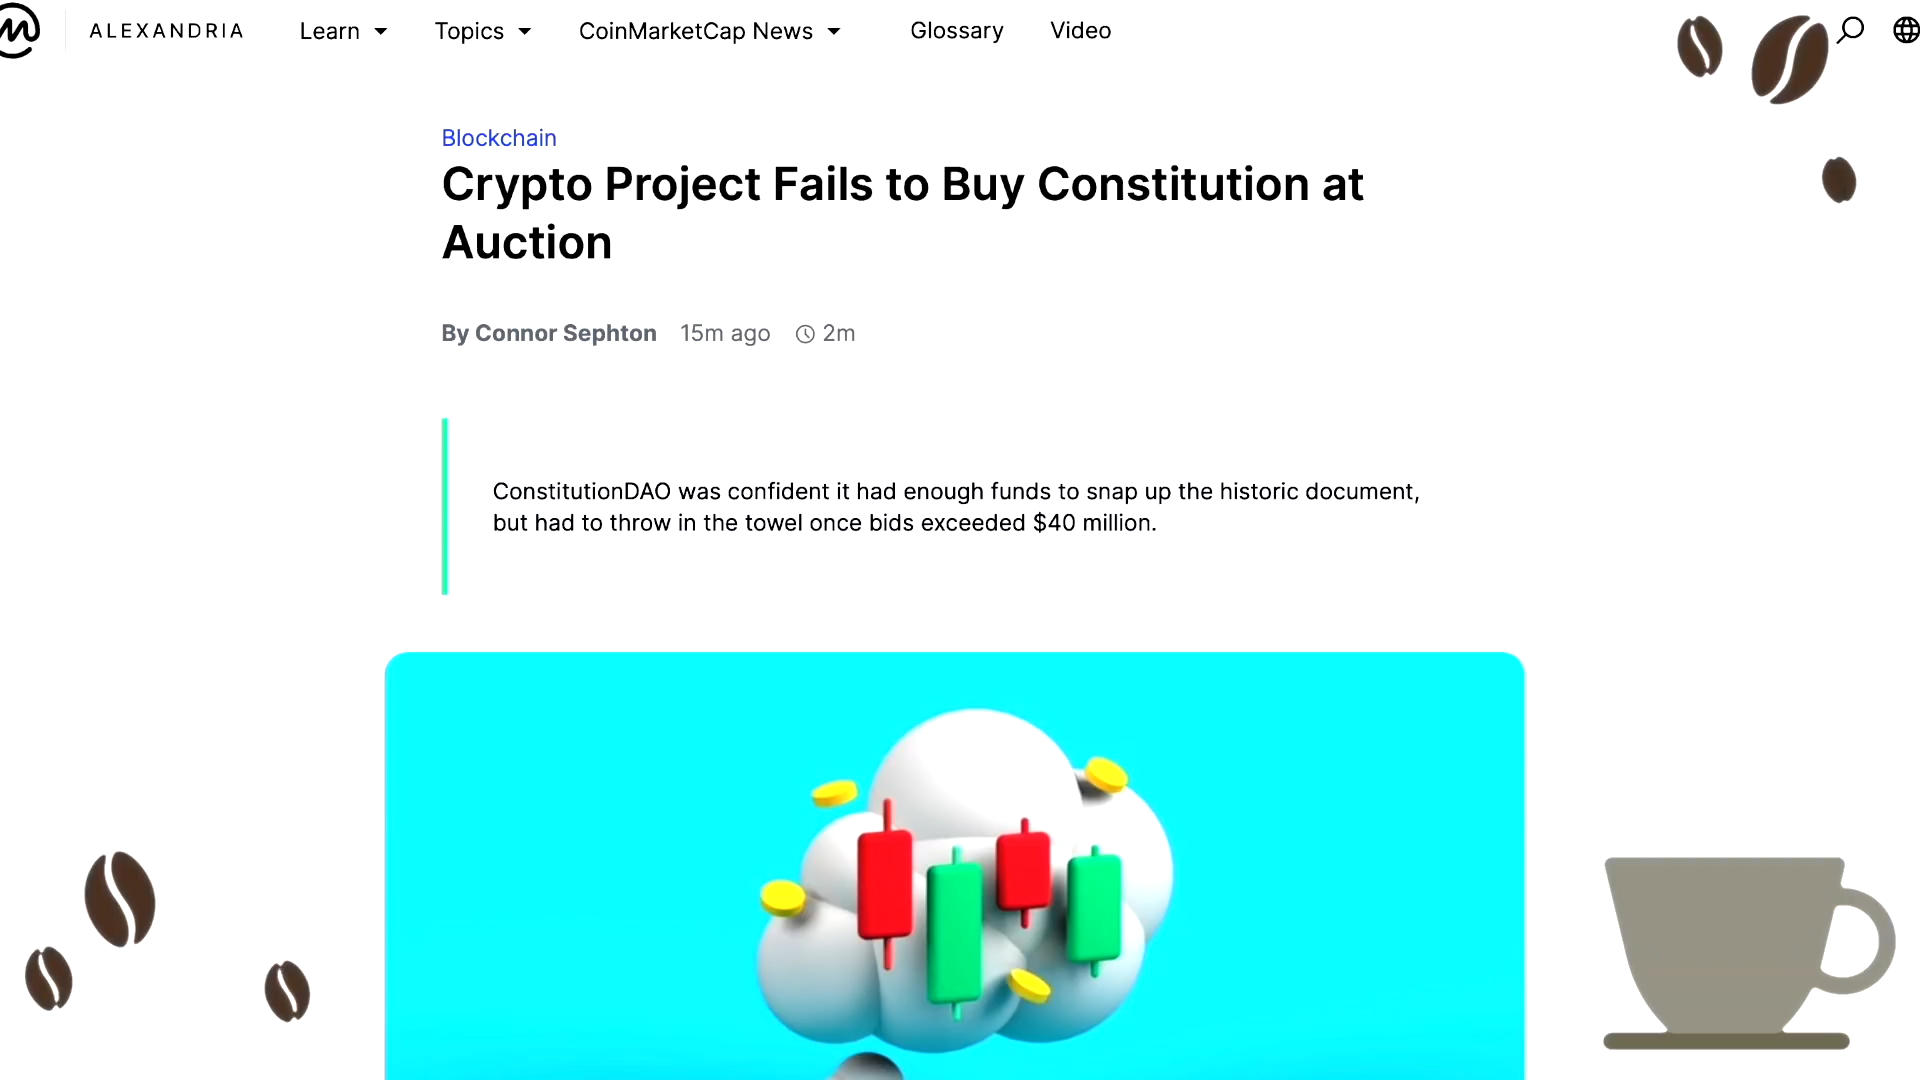 ALEXANDRIA Learn Topics CoinMarketCap News Glossary Video
Blockchain
Crypto Project Fails to Buy Constitution at
Auction
By Connor Sephton 15m ago 2m
ConstitutionDAO was confident it had enough funds to snap up the historic document,
but had to throw in the towel once bids exceeded $40 million.